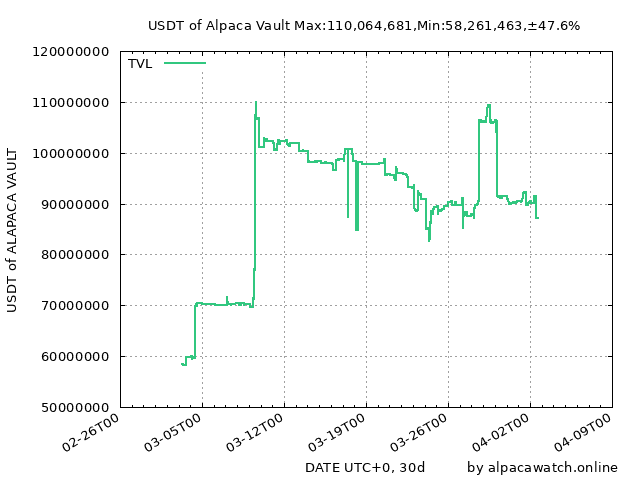 USDT of Alpaca Vault Max:110,064,681,Min:58,261,463,±47.6%
TVL
USDT of ALAPACA VAULT
120000000
110000000
100000000
90000000
80000000
70000000
60000000
50000000
02-26T00
03-05T00
03-12T00
03-19T00
03-26T00
04-02T00
04-09T00
DATE UTC+0, 30d
by alpacawatch.online